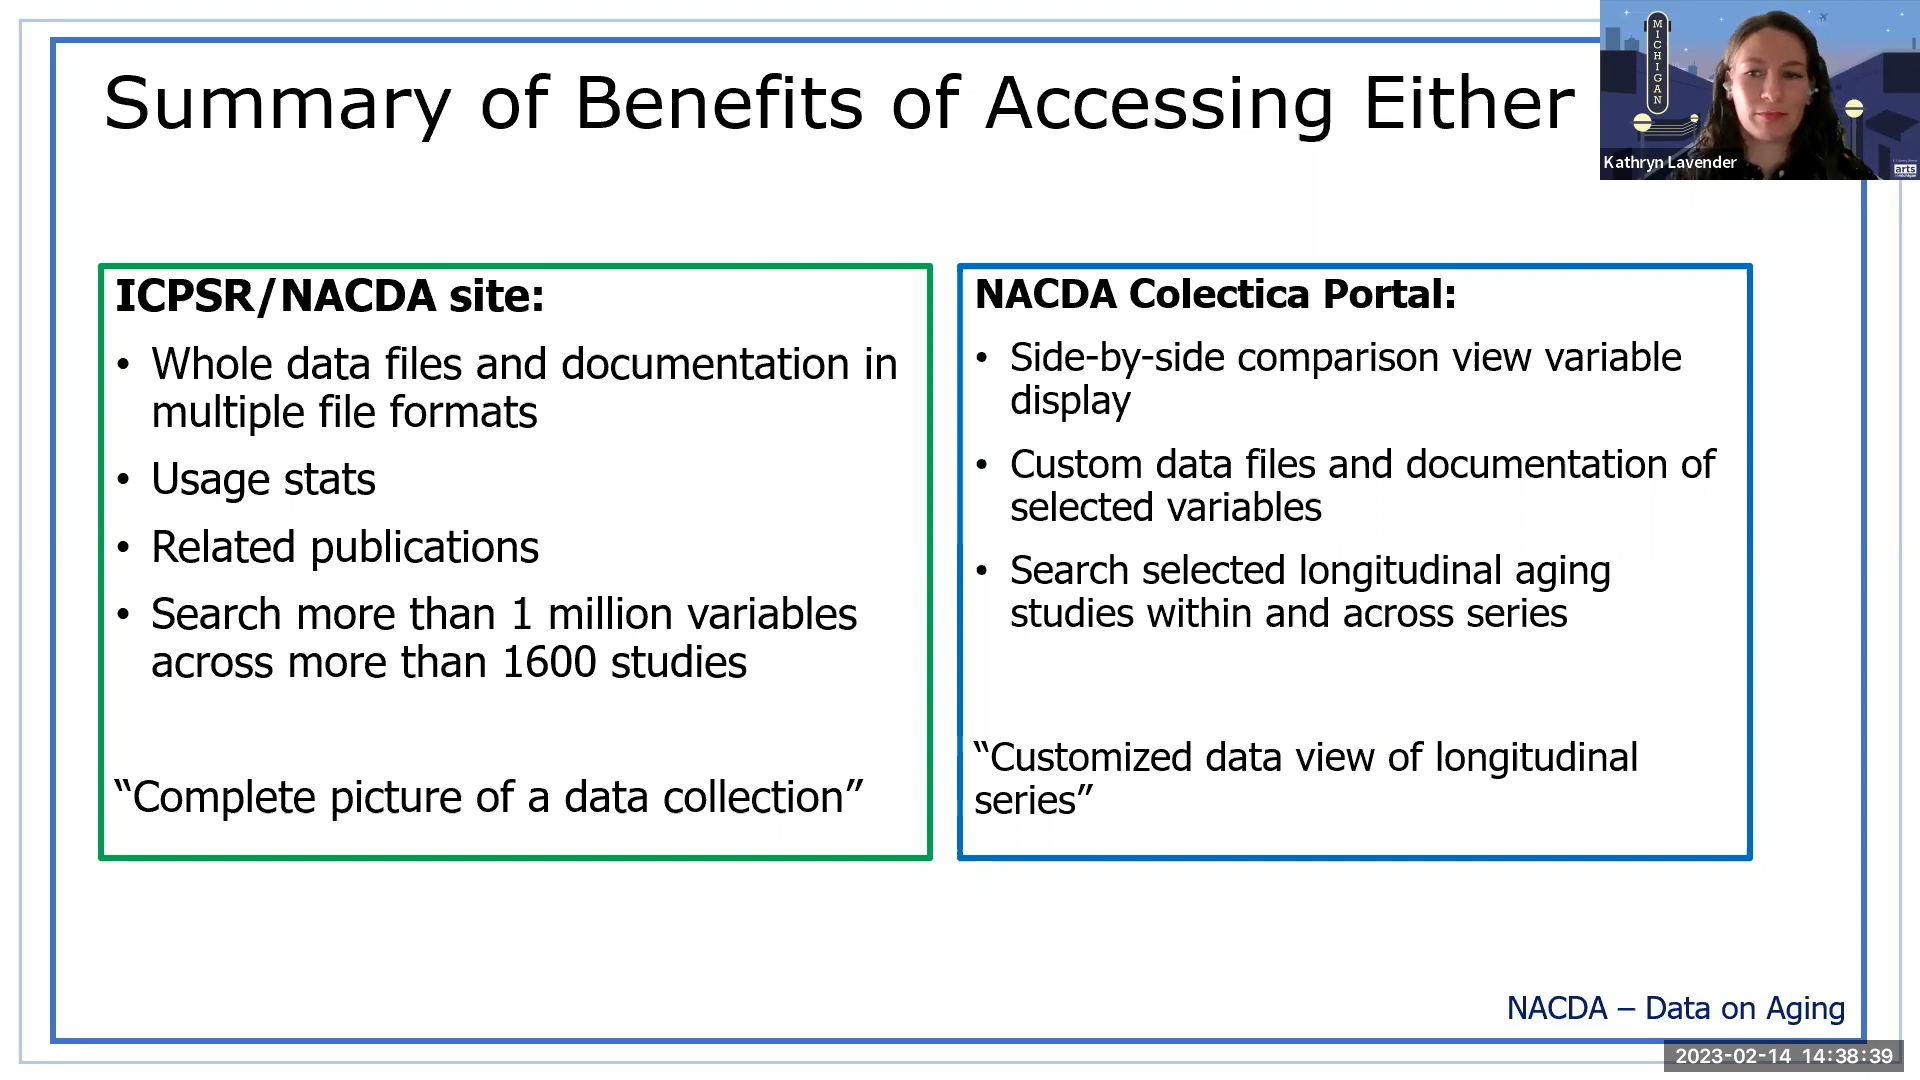 Summary of Benefits of Accessing Either
MICHIGAN
Kathryn Lavender
arts
ICPSR/NACDA site:
• Whole data files and documentation in
multiple file formats
• Usage stats
• Related publications
• Search more than 1 million variables
across more than 1600 studies
“Complete picture of a data collection”
NACDA Colectica Portal:
• Side-by-side comparison view variable
display
• Custom data files and documentation of
selected variables
• Search selected longitudinal aging
studies within and across series
“Customized data view of longitudinal
series”
NACDA – Data on Aging
2023-02-14 14:38:39